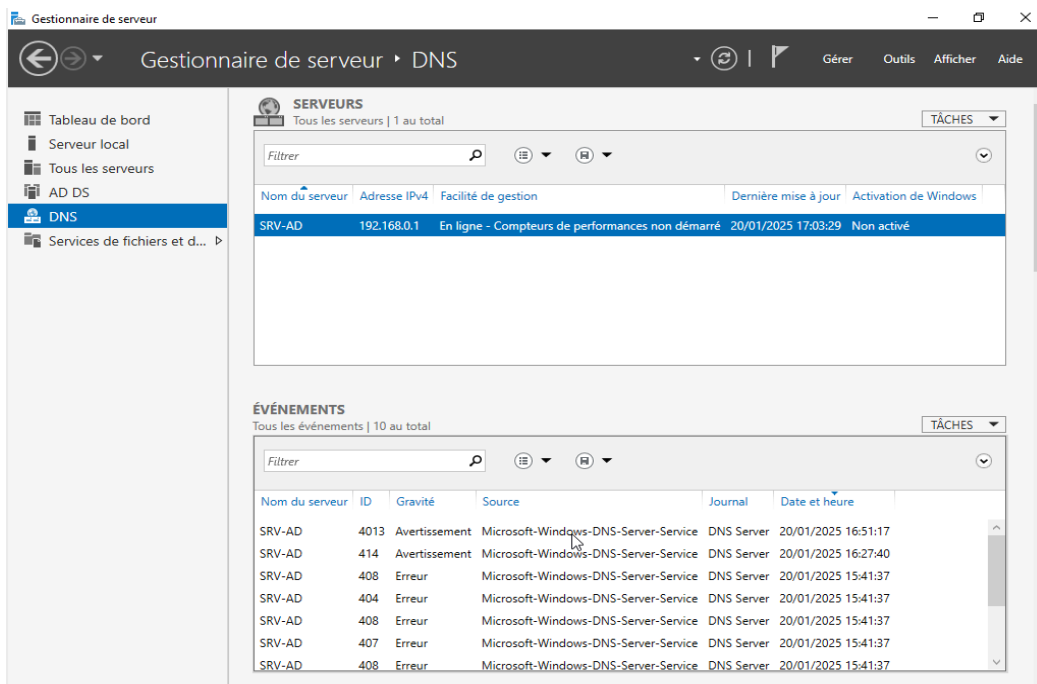 Gestionnaire de serveur
Gestionnaire de serveur ‣ DNS
Gérer Outils Afficher Aide
Tableau de bord
Serveur local
Tous les serveurs
AD DS
DNS
Services de fichiers et d...
SERVEURS
Tous les serveurs | 1 au total
TÂCHES
Filtrer
Nom du serveur Adresse IPv4 Facilité de gestion Dernière mise à jour Activation de Windows
SRV-AD 192.168.0.1 En ligne - Compteurs de performances non démarré 20/01/2025 17:03:29 Non activé
ÉVÉNEMENTS
Tous les événements | 10 au total
TÂCHES
Filtrer
Nom du serveur ID Gravité Source Journal Date et heure
SRV-AD 4013 Avertissement Microsoft-Windows-DNS-Server-Service DNS Server 20/01/2025 16:51:17
SRV-AD 414 Avertissement Microsoft-Windows-DNS-Server-Service DNS Server 20/01/2025 16:27:40
SRV-AD 408 Erreur Microsoft-Windows-DNS-Server-Service DNS Server 20/01/2025 15:41:37
SRV-AD 404 Erreur Microsoft-Windows-DNS-Server-Service DNS Server 20/01/2025 15:41:37
SRV-AD 408 Erreur Microsoft-Windows-DNS-Server-Service DNS Server 20/01/2025 15:41:37
SRV-AD 407 Erreur Microsoft-Windows-DNS-Server-Service DNS Server 20/01/2025 15:41:37
SRV-AD 408 Erreur Microsoft-Windows-DNS-Server-Service DNS Server 20/01/2025 15:41:37